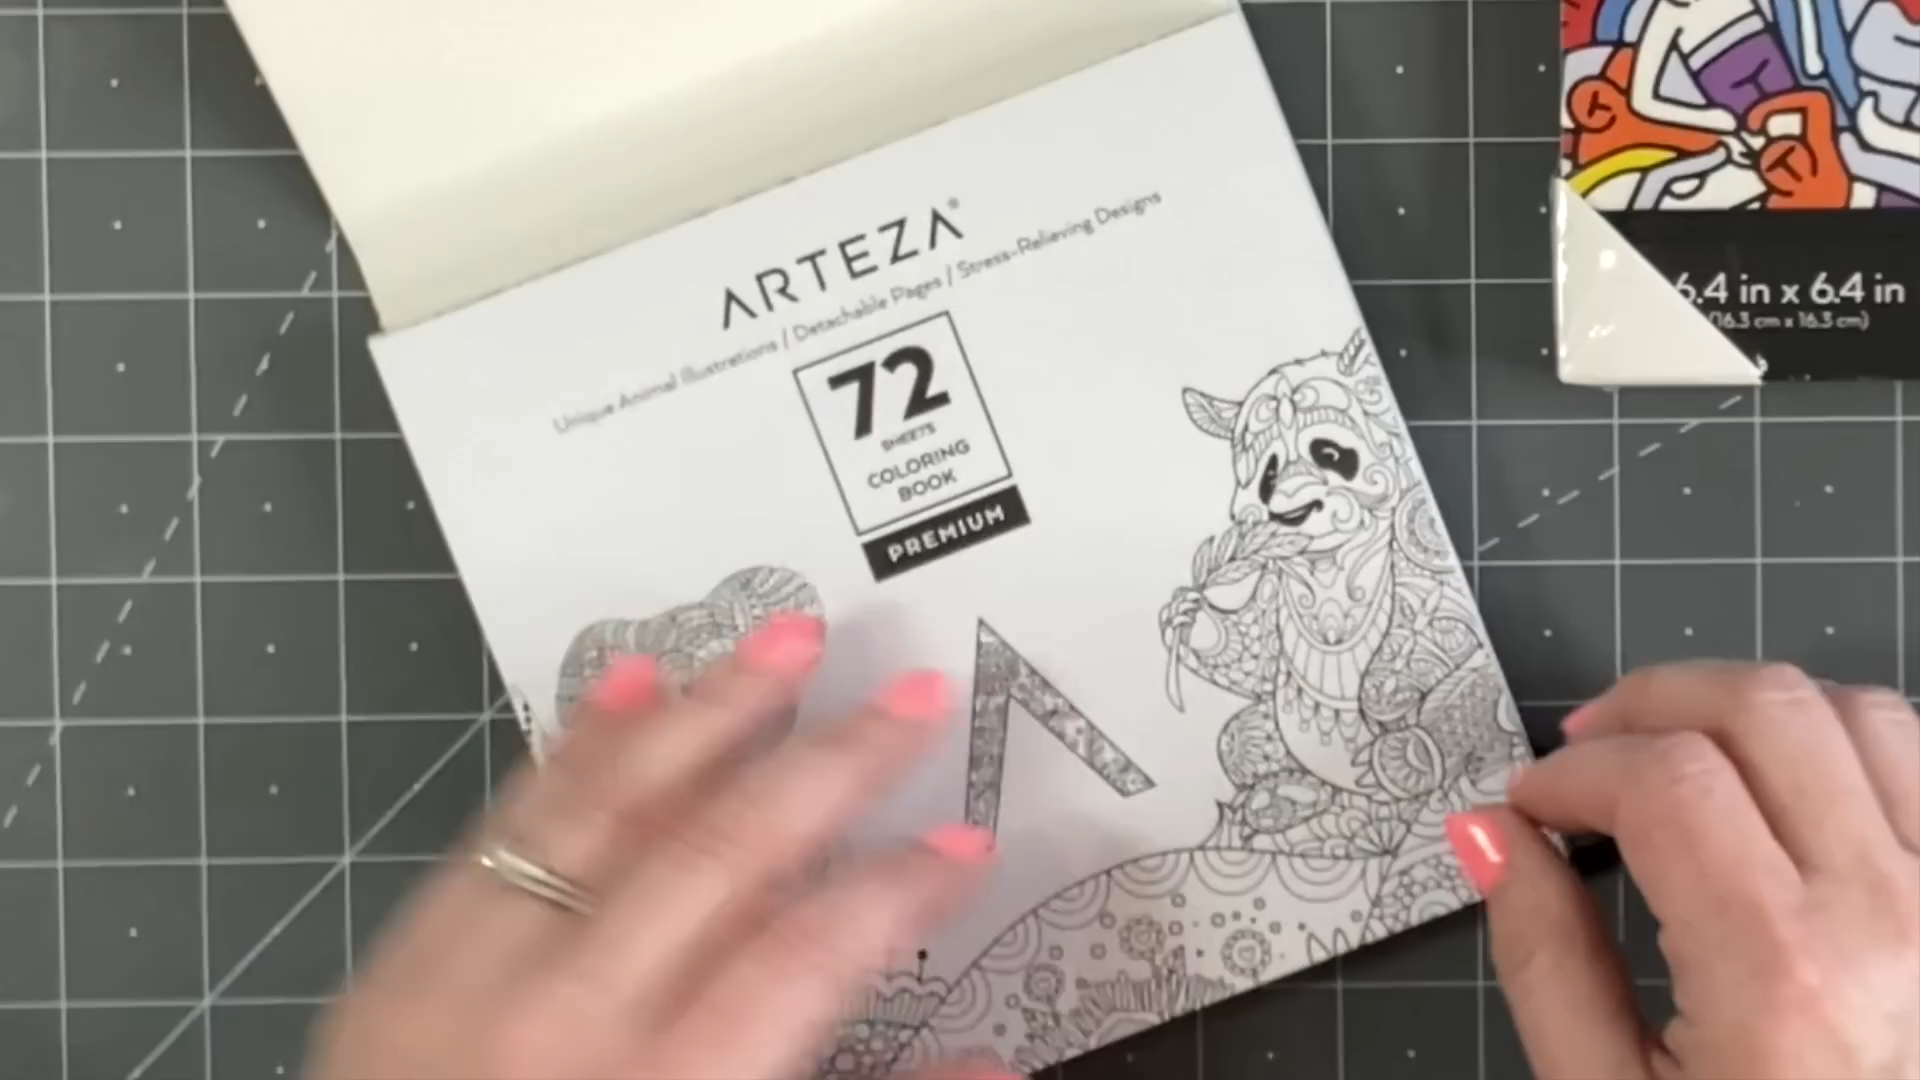 ARTEZA®
Unique Animal Illustrations / Detachable Pages / Stress-Relieving Designs
72
SHEETS
COLORING
BOOK
PREMIUM
6.4 in x 6.4 in
(16.3 cm x 16.3 cm)